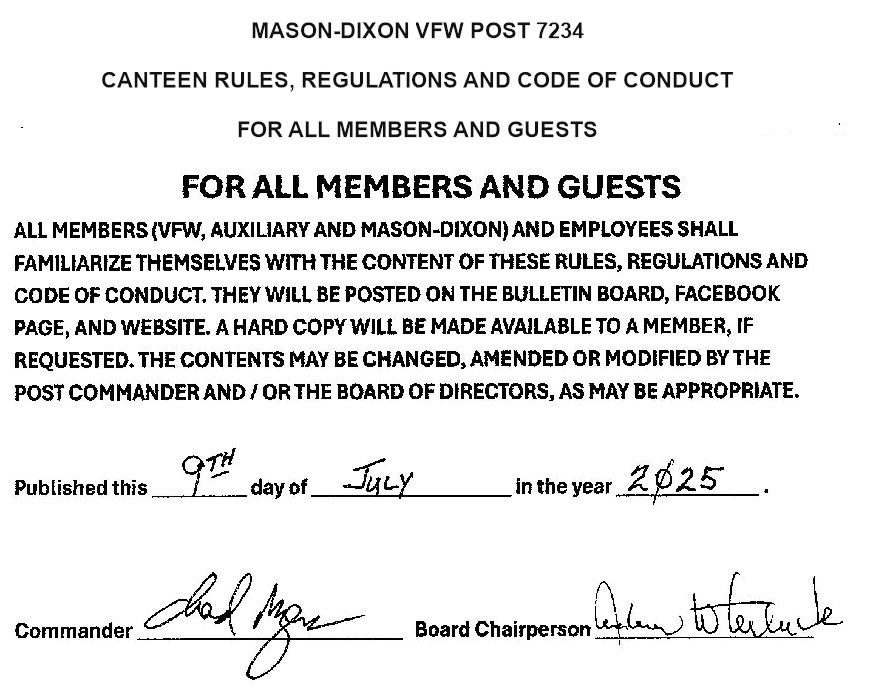 MASON-DIXON VFW POST 7234
CANTEEN RULES, REGULATIONS AND CODE OF CONDUCT
FOR ALL MEMBERS AND GUESTS
FOR ALL MEMBERS AND GUESTS
ALL MEMBERS (VFW, AUXILIARY AND MASON-DIXON) AND EMPLOYEES SHALL
FAMILIARIZE THEMSELVES WITH THE CONTENT OF THESE RULES, REGULATIONS AND
CODE OF CONDUCT. THEY WILL BE POSTED ON THE BULLETIN BOARD, FACEBOOK
PAGE, AND WEBSITE. A HARD COPY WILL BE MADE AVAILABLE TO A MEMBER, IF
REQUESTED. THE CONTENTS MAY BE CHANGED, AMENDED OR MODIFIED BY THE
POST COMMANDER AND / OR THE BOARD OF DIRECTORS, AS MAY BE APPROPRIATE.
Published this 9TH day of July in the year 2025 .
Commander Chad Board Chairperson